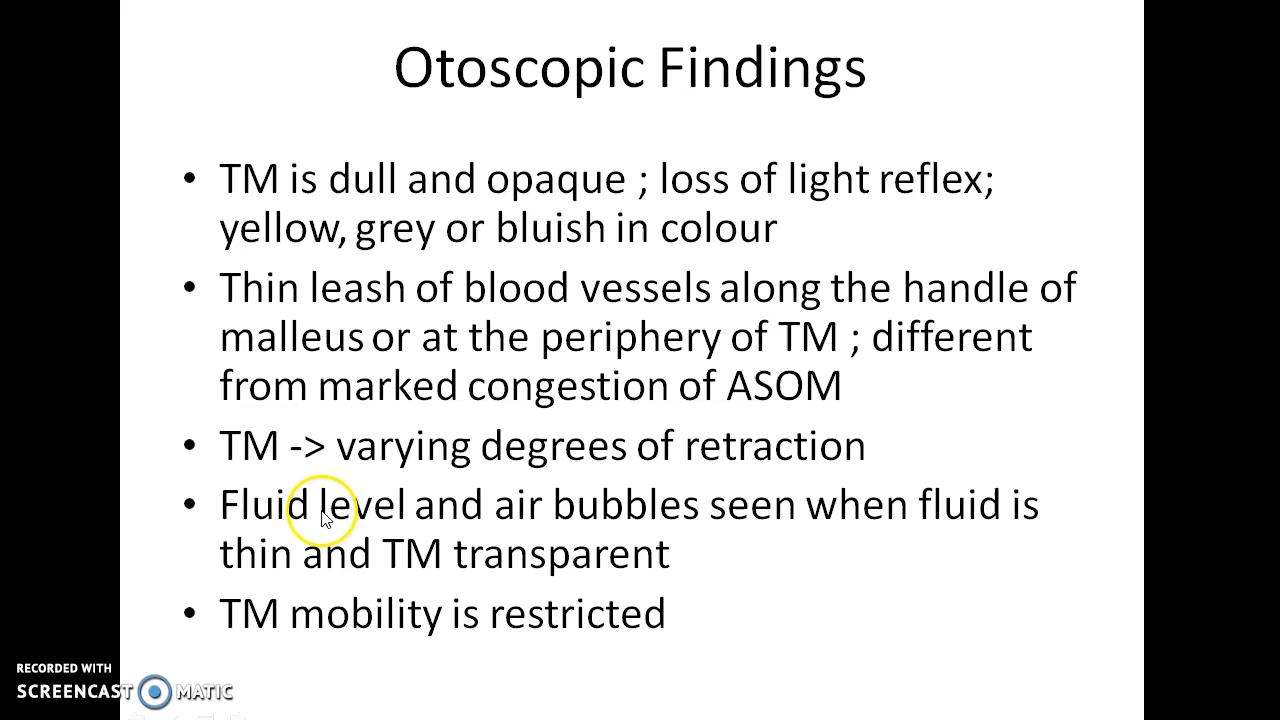 Otoscopic Findings
• TM is dull and opaque ; loss of light reflex;
yellow, grey or bluish in colour
• Thin leash of blood vessels along the handle of
malleus or at the periphery of TM ; different
from marked congestion of ASOM
• TM -> varying degrees of retraction
• Fluid level and air bubbles seen when fluid is
thin and TM transparent
• TM mobility is restricted
RECORDED WITH
SCREENCAST MATIC